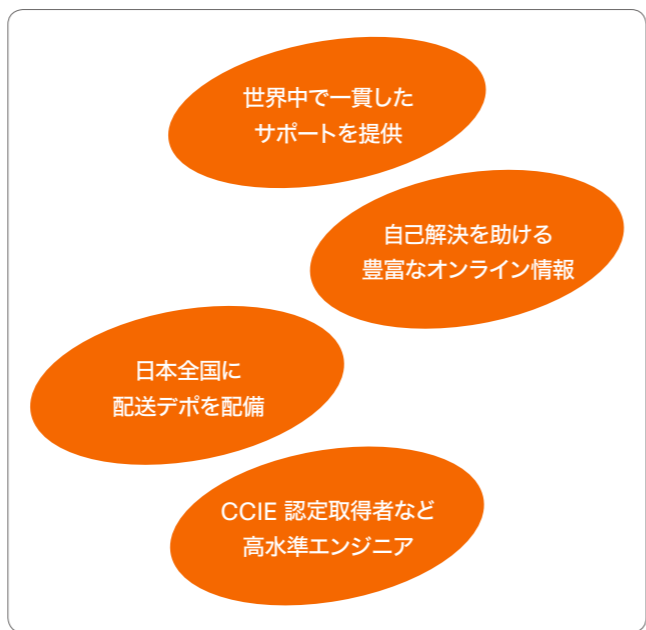 世界中で一貫した
サポートを提供
自己解決を助ける
豊富なオンライン情報
日本全国に
配送デポを配備
CCIE 認定取得者など
高水準エンジニア